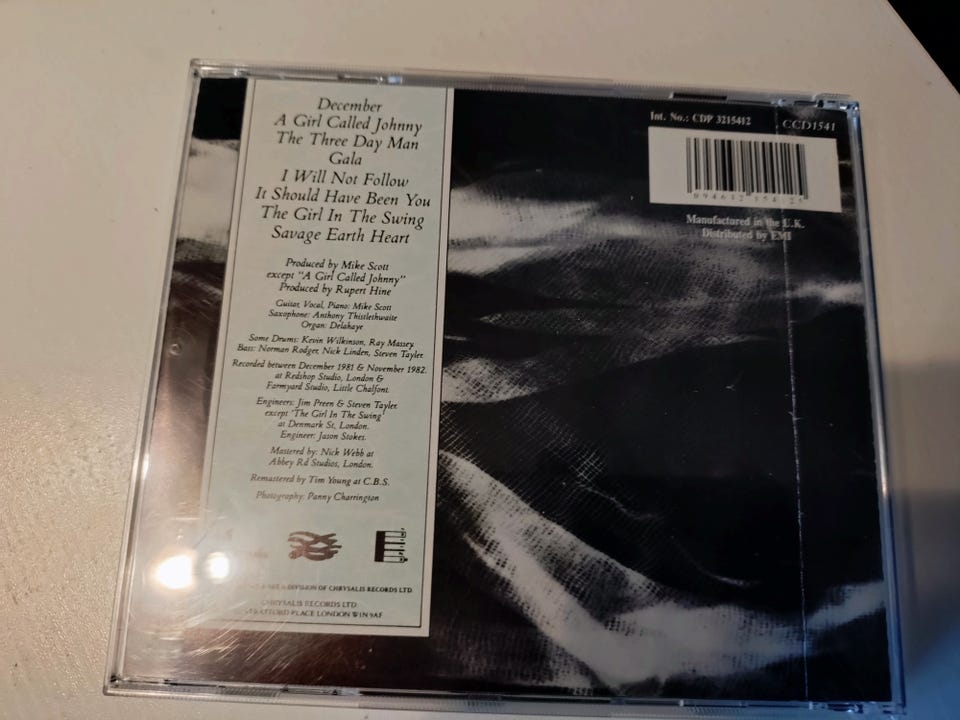 December
A Girl Called Johnny
The Three Day Man
Gala
I Will Not Follow
It Should Have Been You
The Girl In The Swing
Savage Earth Heart
Produced by Mike Scott
except "A Girl Called Johnny"
Produced by Rupert Hine
Guitar, Vocal, Piano: Mike Scott
Saxophone: Anthony Thistlethwaite
Organ: Delahaye
Some Drums: Kevin Wilkinson, Ray Massey.
Bass: Norman Rodger, Nick Linden, Steven Tayler.
Recorded between December 1981 & November 1982.
at Redshop Studio, London &
Farmyard Studio, Little Chalfont.
Engineers: Jim Preen & Steven Tayler.
except 'The Girl In The Swing'
at Denmark St, London.
Engineer: Jason Stokes.
Mastered by: Nick Webb at
Abbey Rd Studios, London.
Remastered by Tim Young at C.B.S.
Photography: Panny Charrington
A DIVISION OF CHRYSALIS RECORDS LTD
CHRYSALIS RECORDS LTD
STRATFORD PLACE LONDON W1N 9AF
Int. No.: CDP 3215412
CCD1541
094612 154 12
Manufactured in the U.K.
Distributed by EMI